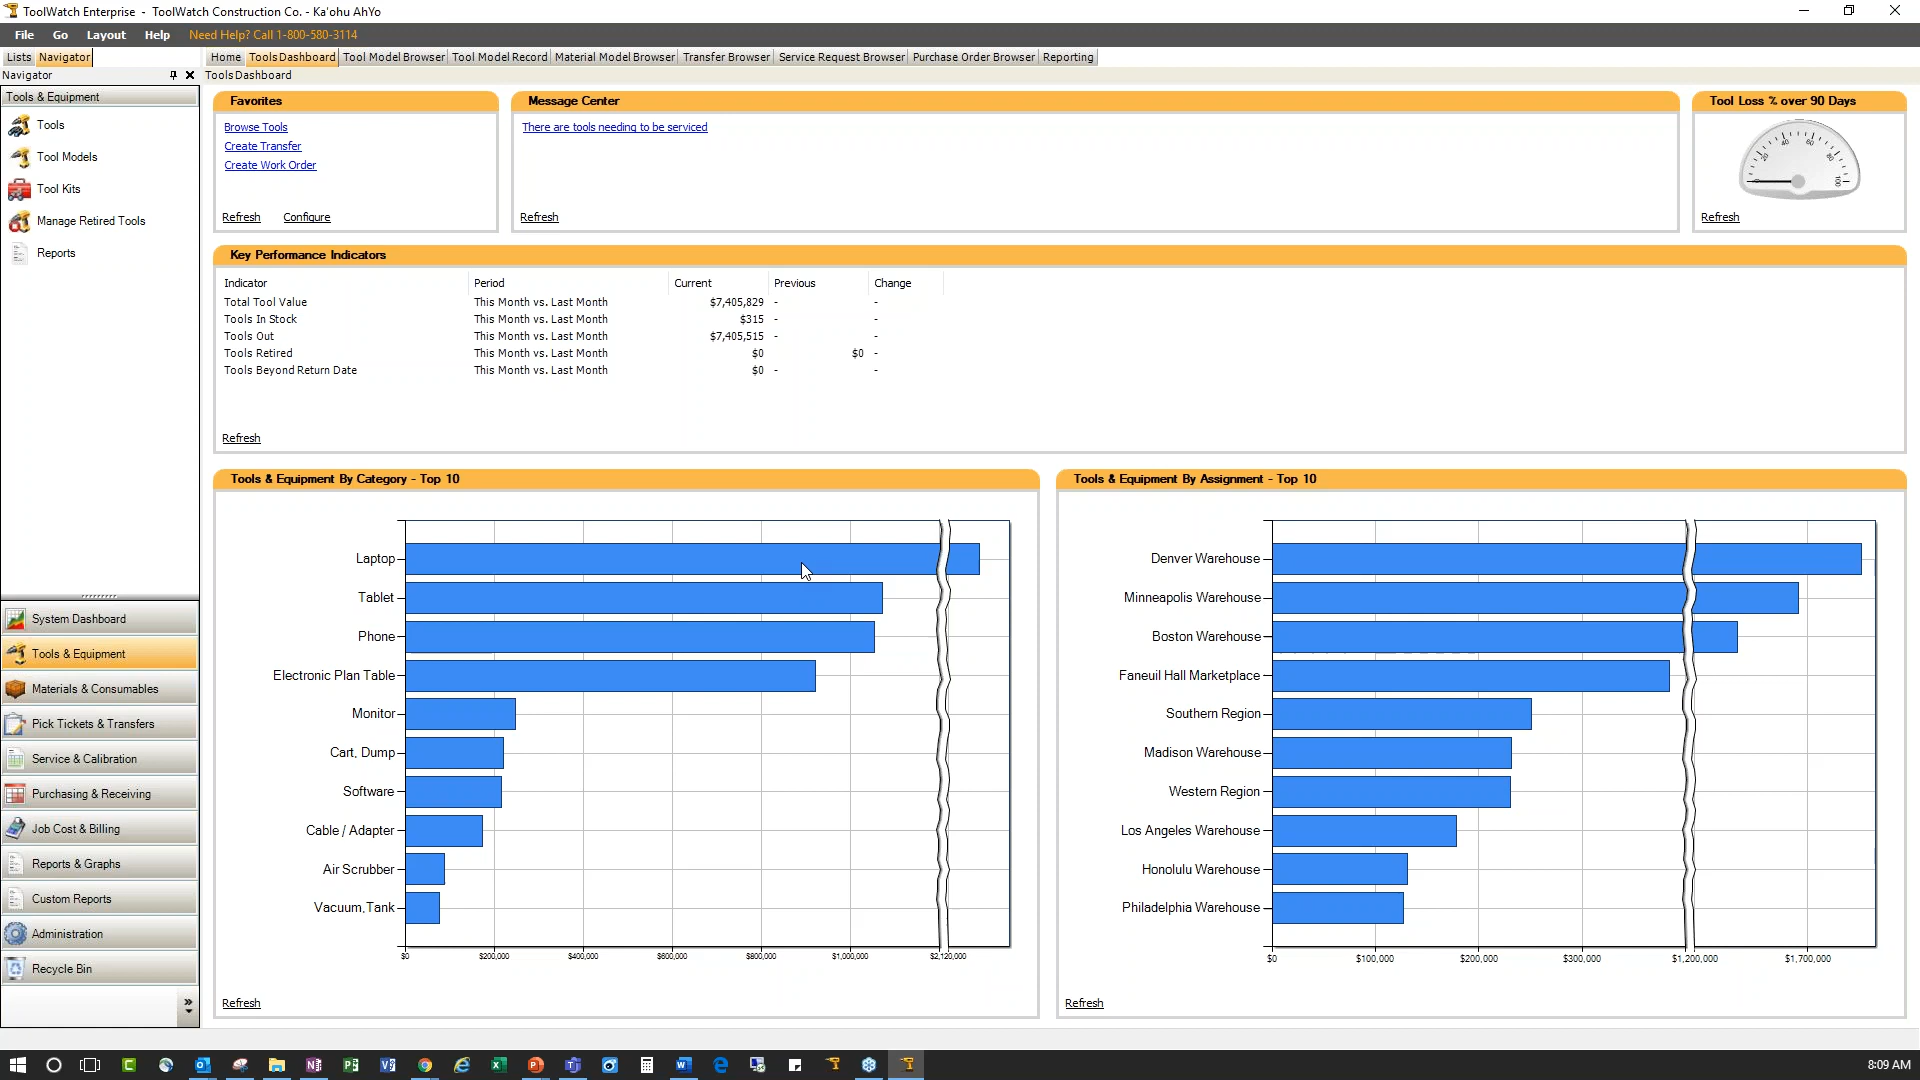 ToolWatch Enterprise - ToolWatch Construction Co. - Ka'ohu AhYo
File Go Layout Help Need Help? Call 1-800-580-3114
Lists Navigator
Home Tools Dashboard Tool Model Browser Tool Model Record Material Model Browser Transfer Browser Service Request Browser Purchase Order Browser Reporting
Navigator
Tools Dashboard
Tools & Equipment
Tools
Tool Models
Tool Kits
Manage Retired Tools
Reports
System Dashboard
Tools & Equipment
Materials & Consumables
Pick Tickets & Transfers
Service & Calibration
Purchasing & Receiving
Job Cost & Billing
Reports & Graphs
Custom Reports
Administration
Recycle Bin
Favorites
Browse Tools
Create Transfer
Create Work Order
Refresh Configure
Message Center
There are tools needing to be serviced
Refresh
Tool Loss % over 90 Days
20 40 60 80 100
Refresh
Key Performance Indicators
Indicator Period Current Previous Change
Total Tool Value This Month vs. Last Month $7,405,829 - -
Tools In Stock This Month vs. Last Month $315 - -
Tools Out This Month vs. Last Month $7,405,515 - -
Tools Retired This Month vs. Last Month $0 $0 -
Tools Beyond Return Date This Month vs. Last Month $0 - -
Refresh
Tools & Equipment By Category - Top 10
Laptop
Tablet
Phone
Electronic Plan Table
Monitor
Cart, Dump
Software
Cable / Adapter
Air Scrubber
Vacuum,Tank
$0 $200,000 $400,000 $600,000 $800,000 $1,000,000 $2,120,000
Refresh
Tools & Equipment By Assignment - Top 10
Denver Warehouse
Minneapolis Warehouse
Boston Warehouse
Faneuil Hall Marketplace
Southern Region
Madison Warehouse
Western Region
Los Angeles Warehouse
Honolulu Warehouse
Philadelphia Warehouse
$0 $100,000 $200,000 $300,000 $1,200,000 $1,700,000
Refresh
8:09 AM